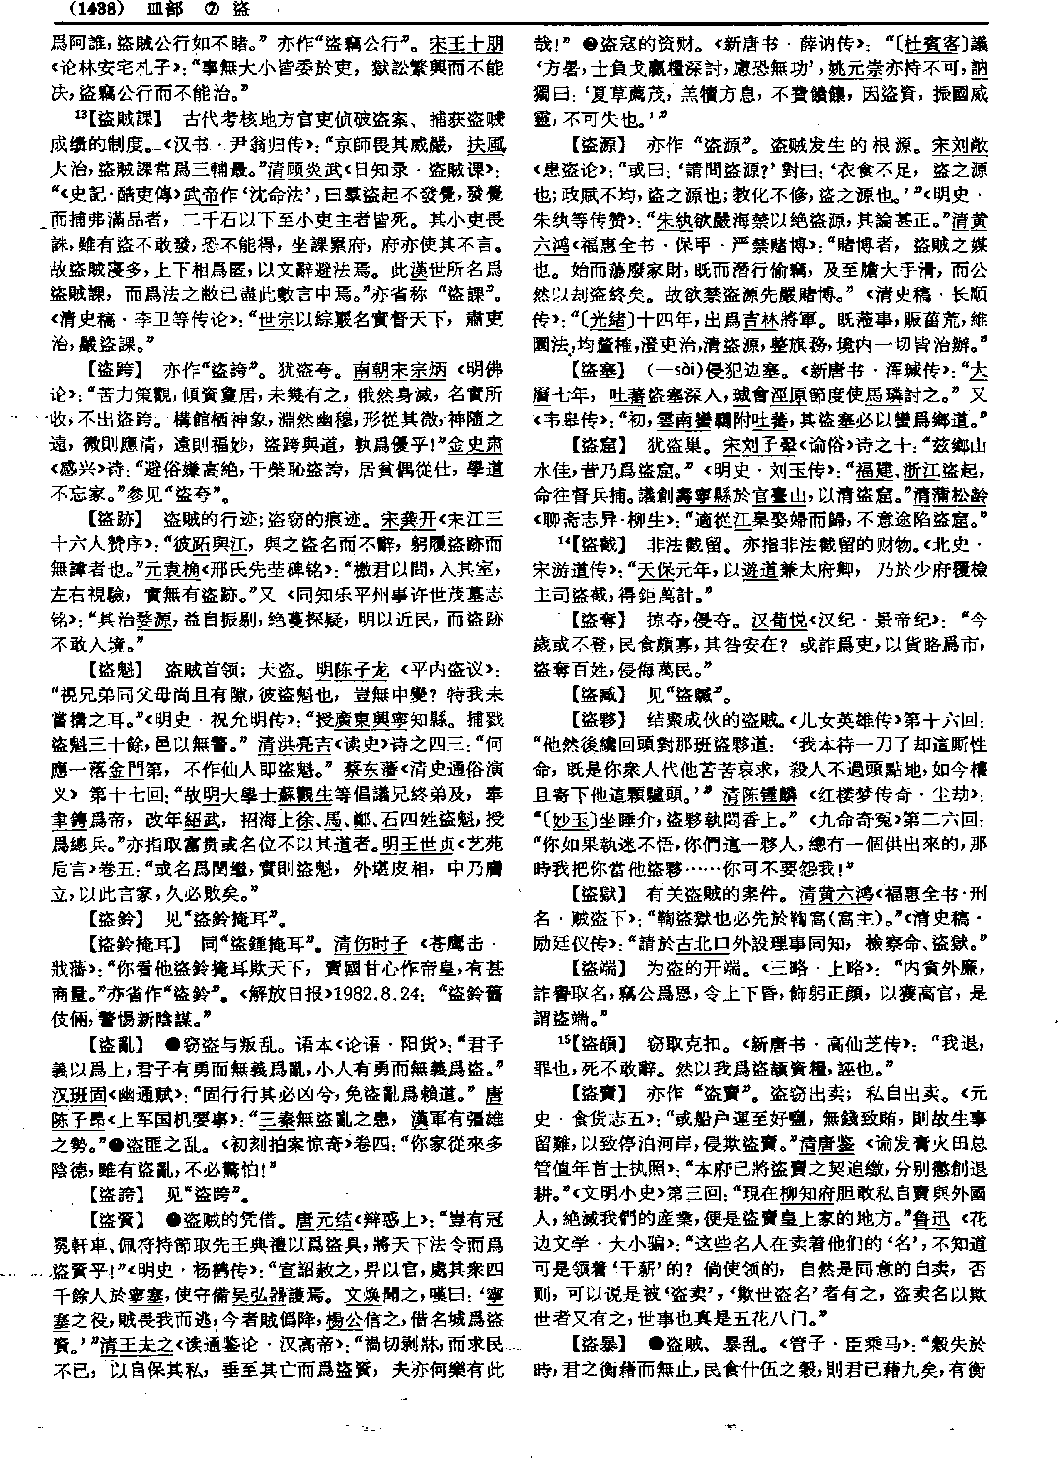 (1438) 皿部 ⑦ 盜
爲阿誰，盜賊公行如不睹。”亦作“盜竊公行”。宋王十朋
《论林安宅札子》：“事無大小皆委於吏，獄訟繁興而不能
决，盜竊公行而不能治。”
13【盜賊課】 古代考核地方官吏侦破盗案、捕获盗贼
成绩的制度。《汉书·尹翁归传》：“京師畏其威嚴，扶風
大治，盜賊課常爲三輔最。”清顾炎武《日知录·盗贼课》：
“《史記·酷吏傳》武帝作‘沈命法’，曰羣盜起不發覺，發覺
而捕弗滿品者，二千石以下至小吏主者皆死。其小吏畏
誅，雖有盜不敢發，恐不能得，坐課累府，府亦使其不言。
故盜賊寖多，上下相爲匿，以文辭避法焉。此漢世所名爲
盜賊課，而爲法之敝已盡此數言中焉。”亦省称“盜課”。
《清史稿·李卫等传论》：“世宗以綜覈名實督天下，肅吏
治，嚴盜課。”
【盜跨】 亦作“盜誇”。犹盗夸。南朝宋宗炳《明佛
论》：“苦力策觀，傾資夐居，未幾有之，俄然身滅，名實所
收，不出盜跨。構館栖神象，淵然幽穆，形從其微，神隨之
遠，微則應清，遠則福妙，盜跨與道，孰爲優乎！”金史肃
《感兴》诗：“避俗嫌高絶，干榮恥盜誇，居貧偶從仕，學道
不忘家。”参见“盜夸”。
【盜跡】 盗贼的行迹；盗窃的痕迹。宋龚开《宋江三
十六人赞序》：“彼跖與江，與之盜名而不辭，躬履盜跡而
無諱者也。”元袁桷《邢氏先茔碑铭》：“檄君以問，入其室，
左右視驗，實無有盜跡。”又《同知乐平州事许世茂墓志
铭》：“其治婺源，益自振剔，絶蔓探疑，明以近民，而盜跡
不敢入境。”
【盜魁】 盗贼首领；大盗。明陈子龙《平内盗议》：
“視兄弟同父母尚且有隙，彼盜魁也，豈無中變？特我未
嘗搆之耳。”《明史·祝允明传》：“授廣東興寧知縣。捕戮
盜魁三十餘，邑以無警。”清洪亮吉《读史》诗之四三：“何
應一落金門第，不作仙人即盜魁。”蔡东藩《清史通俗演
义》第十七回：“故明大學士蘇觀生等倡議兄終弟及，奉
聿鐭爲帝，改年紹武，招海上徐、馬、鄭、石四姓盜魁，授
爲總兵。”亦指取富贵或名位不以其道者。明王世贞《艺苑
卮言》卷五：“或名爲閏繼，實則盜魁，外堪皮相，中乃膚
立，以此言家，久必敗矣。”
【盜鈴】 见“盜鈴掩耳”。
【盜鈴掩耳】 同“盜鍾掩耳”。清伤时子《苍鹰击·
戕藩》：“你看他盜鈴掩耳欺天下，賣國甘心作帝皇，有甚
商量。”亦省作“盜鈴”。《解放日报》1982.8.24：“盜鈴舊
伎倆，警惕新陰謀。”
【盜亂】 ❶窃盗与叛乱。语本《论语·阳货》：“君子
義以爲上，君子有勇而無義爲亂，小人有勇而無義爲盜。”
汉班固《幽通赋》：“固行行其必凶兮，免盜亂爲賴道。”唐
陈子昂《上军国机要事》：“三秦無盜亂之患，漢軍有彊雄
之勢。”❷盗匪之乱。《初刻拍案惊奇》卷四：“你家從來多
陰德，雖有盜亂，不必驚怕！”
【盜誇】 见“盜跨”。
【盜資】 ❶盗贼的凭借。唐元结《辩惑上》：“豈有冠
冕軒車、佩符持節取先王典禮以爲盜具，將天下法令而爲
盜資乎！”《明史·杨鹤传》：“宣詔赦之，畀以官，處其衆四
千餘人於寧塞，使守備吴弘器護焉。文焕聞之，嘆曰：‘寧
塞之役，賊畏我而逃，今者賊僞降，楊公信之，借名城爲盜
資。’”清王夫之《读通鉴论·汉高帝》：“啇切剥牀，而求民
不已，以自保其私，垂至其亡而爲盜資，夫亦何樂有此
哉！”❷盗寇的资财。《新唐书·薛讷传》：“〔杜賓客〕議
‘方暑，士負戈贏糧深討，慮恐無功’，姚元崇亦持不可，訥
獨曰：‘夏草薦茂，羔犢方息，不費饋餉，因盜資，振國威
靈，不可失也。’”
【盜源】 亦作“盜源”。盗贼发生的根源。宋刘敞
《患盗论》：“或曰：‘請問盜源？’對曰：‘衣食不足，盜之源
也；政賦不均，盜之源也；教化不修，盜之源也。’”《明史·
朱纨等传赞》：“朱纨欲嚴海禁以絶盜源，其論甚正。”清黄
六鸿《福惠全书·保甲·严禁赌博》：“賭博者，盜賊之媒
也。始而蕩廢家財，既而潛行偷竊，及至膽大手滑，而公
然以刦盜終矣。故欲禁盜源先嚴賭博。”《清史稿·长顺
传》：“〔光緒〕十四年，出爲吉林將軍。既蒞事，賑菑荒，維
圜法，均釐榷，澄吏治，清盜源，整旗務，境内一切皆治辦。”
【盜塞】 （—sài）侵犯边塞。《新唐书·浑瑊传》：“大
曆七年，吐蕃盜塞深入，瑊會涇原節度使馬璘討之。”又
《韦皋传》：“初，雲南蠻羈附吐蕃，其盜塞必以蠻爲鄉道。”
【盜窟】 犹盗巢。宋刘子翬《谕俗》诗之十：“兹鄉山
水佳，昔乃爲盜窟。”《明史·刘玉传》：“福建、浙江盜起，
命往督兵捕。議創壽寧縣於官臺山，以清盜窟。”清蒲松龄
《聊斋志异·柳生》：“適從江臯娶婦而歸，不意途陷盜窟。”
14【盜截】 非法截留。亦指非法截留的财物。《北史·
宋游道传》：“天保元年，以遊道兼太府卿，乃於少府覆檢
主司盜截，得鉅萬計。”
【盜奪】 掠夺，侵夺。汉荀悦《汉纪·景帝纪》：“今
歲或不登，民食頗寡，其咎安在？或詐爲吏，以貨賂爲市，
盜奪百姓，侵侮萬民。”
【盜臧】 见“盜贓”。
【盜夥】 结聚成伙的盗贼。《儿女英雄传》第十六回：
“他然後纔回頭對那班盜夥道：‘我本待一刀了却這厮性
命，既是你衆人代他苦苦哀求，殺人不過頭點地，如今權
且寄下他這顆驢頭。’”清陈锺麟《红楼梦传奇·尘劫》：
“〔妙玉〕坐睡介，盜夥執悶香上。”《九命奇冤》第二六回：
“你如果執迷不悟，你們這一夥人，總有一個供出來的，那
時我把你當他盜夥……你可不要怨我！”
【盜獄】 有关盗贼的案件。清黄六鸿《福惠全书·刑
名·贼盗下》：“鞫盜獄也必先於鞫窩（窩主）。”《清史稿·
励廷仪传》：“請於古北口外設理事同知，檢察命、盜獄。”
【盜端】 为盗的开端。《三略·上略》：“内貪外廉，
詐譽取名，竊公爲恩，令上下昏，飾躬正顔，以獲高官，是
謂盜端。”
15【盜頡】 窃取克扣。《新唐书·高仙芝传》：“我退，
罪也，死不敢辭。然以我爲盜頡資糧，誣也。”
【盜賣】 亦作“盜賣”。盗窃出卖；私自出卖。《元
史·食货志五》：“或船户運至好鹽，無錢致賄，則故生事
留難，以致停泊河岸，侵欺盜賣。”清唐鉴《谕发膏火田总
管值年首士执照》：“本府已將盜賣之契追繳，分别懲創退
耕。”《文明小史》第三回：“現在柳知府胆敢私自賣與外國
人，絶滅我們的産業，便是盜賣皇上家的地方。”鲁迅《花
边文学·大小骗》：“这些名人在卖着他们的‘名’，不知道
可是领着‘干薪’的？倘使领的，自然是同意的自卖，否
则，可以说是被‘盗卖’，‘欺世盗名’者有之，盗卖名以欺
世者又有之，世事也真是五花八门。”
【盜暴】 ❶盗贼、暴乱。《管子·臣乘马》：“穀失於
時，君之衡藉而無止，民食什伍之穀，則君已藉九矣，有衡